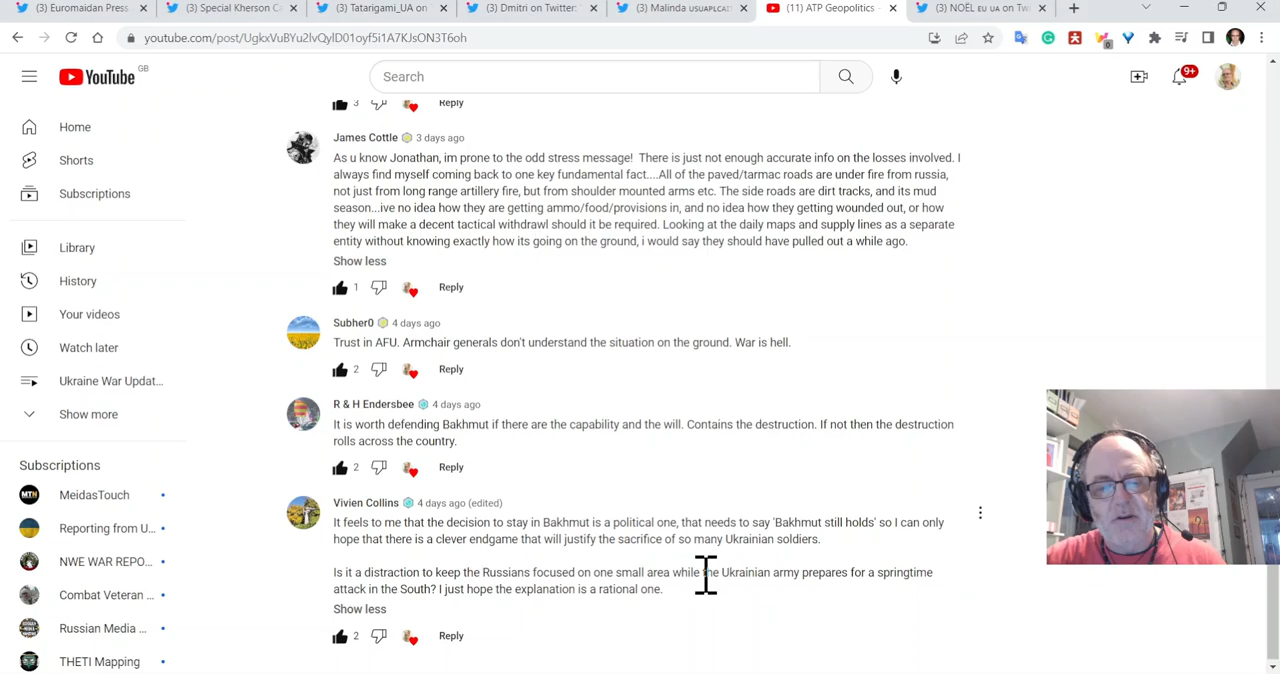 (3) Euromaidan Press
(3) Special Kherson C
(3) Tatarigami_UA or
(3) Dmitri on Twitter:
(3) Malinda
(11) ATP Geopolitics -
(3) NOËL EU UA on Tw
youtube.com/post/UgkxVuBYu2lvQylD01oyf5i1A7KJsON3T6oh
YouTube GB
Search
9+
Home
Shorts
Subscriptions
Library
History
Your videos
Watch later
Ukraine War Updat...
Show more
Subscriptions
MeidasTouch
Reporting from U...
NWE WAR REPO...
Combat Veteran ...
Russian Media ...
THETI Mapping
3 Reply
James Cottle 3 days ago
As u know Jonathan, im prone to the odd stress message! There is just not enough accurate info on the losses involved. I
always find myself coming back to one key fundamental fact....All of the paved/tarmac roads are under fire from russia,
not just from long range artillery fire, but from shoulder mounted arms etc. The side roads are dirt tracks, and its mud
season...ive no idea how they are getting ammo/food/provisions in, and no idea how they getting wounded out, or how
they will make a decent tactical withdrawl should it be required. Looking at the daily maps and supply lines as a separate
entity without knowing exactly how its going on the ground, i would say they should have pulled out a while ago.
Show less
1 Reply
Subher0 4 days ago
Trust in AFU. Armchair generals don't understand the situation on the ground. War is hell.
2 Reply
R & H Endersbee 4 days ago
It is worth defending Bakhmut if there are the capability and the will. Contains the destruction. If not then the destruction
rolls across the country.
2 Reply
Vivien Collins 4 days ago (edited)
It feels to me that the decision to stay in Bakhmut is a political one, that needs to say 'Bakhmut still holds' so I can only
hope that there is a clever endgame that will justify the sacrifice of so many Ukrainian soldiers.
Is it a distraction to keep the Russians focused on one small area while the Ukrainian army prepares for a springtime
attack in the South? I just hope the explanation is a rational one.
Show less
2 Reply